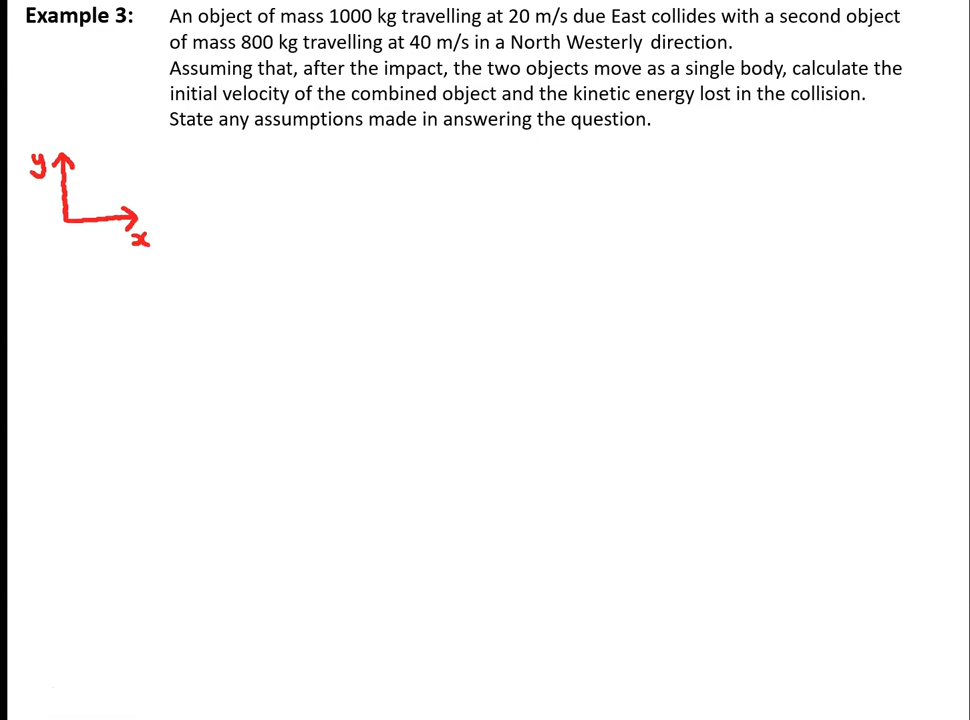 Example 3: An object of mass 1000 kg travelling at 20 m/s due East collides with a second object
of mass 800 kg travelling at 40 m/s in a North Westerly direction.
Assuming that, after the impact, the two objects move as a single body, calculate the
initial velocity of the combined object and the kinetic energy lost in the collision.
State any assumptions made in answering the question.
y
x